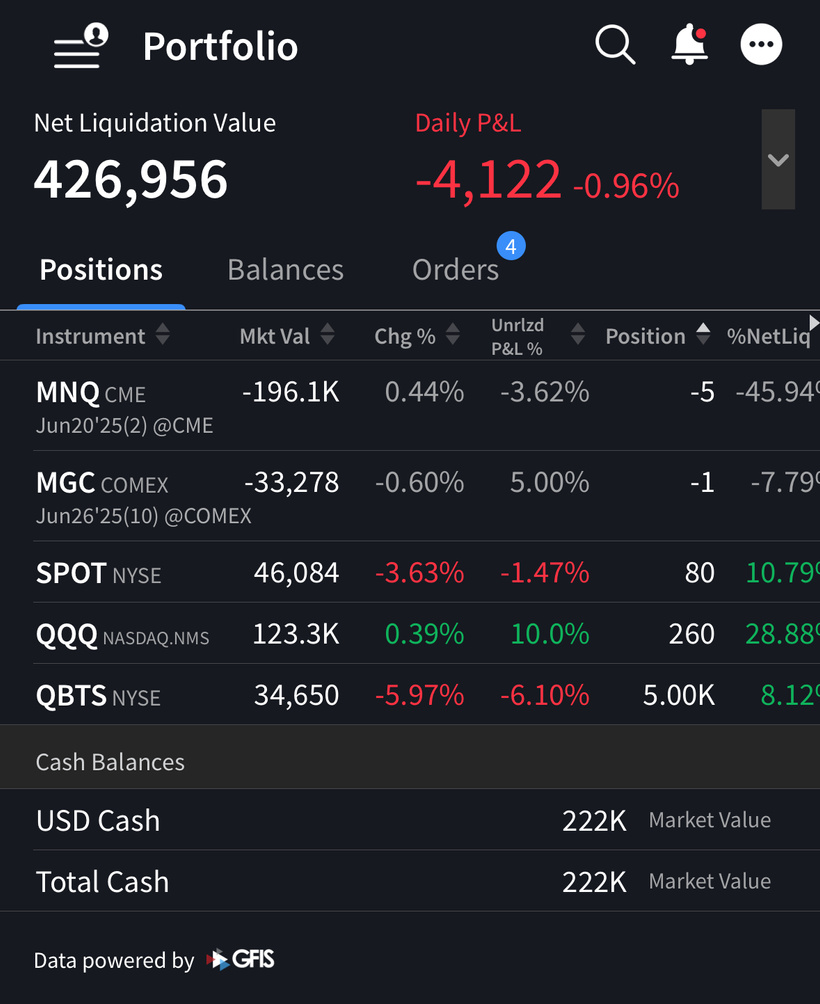 Portfolio
Net Liquidation Value Daily P&L
426,956 -4,122 -0.96%
Positions Balances Orders 4
Instrument Mkt Val Chg % Unrlzd P&L % Position %NetLiq
MNQ CME -196.1K 0.44% -3.62% -5 -45.94%
Jun20'25(2) @CME
MGC COMEX -33,278 -0.60% 5.00% -1 -7.79%
Jun26'25(10) @COMEX
SPOT NYSE 46,084 -3.63% -1.47% 80 10.79%
QQQ NASDAQ.NMS 123.3K 0.39% 10.0% 260 28.88%
QBTS NYSE 34,650 -5.97% -6.10% 5.00K 8.12%
Cash Balances
USD Cash 222K Market Value
Total Cash 222K Market Value
Data powered by GFIS